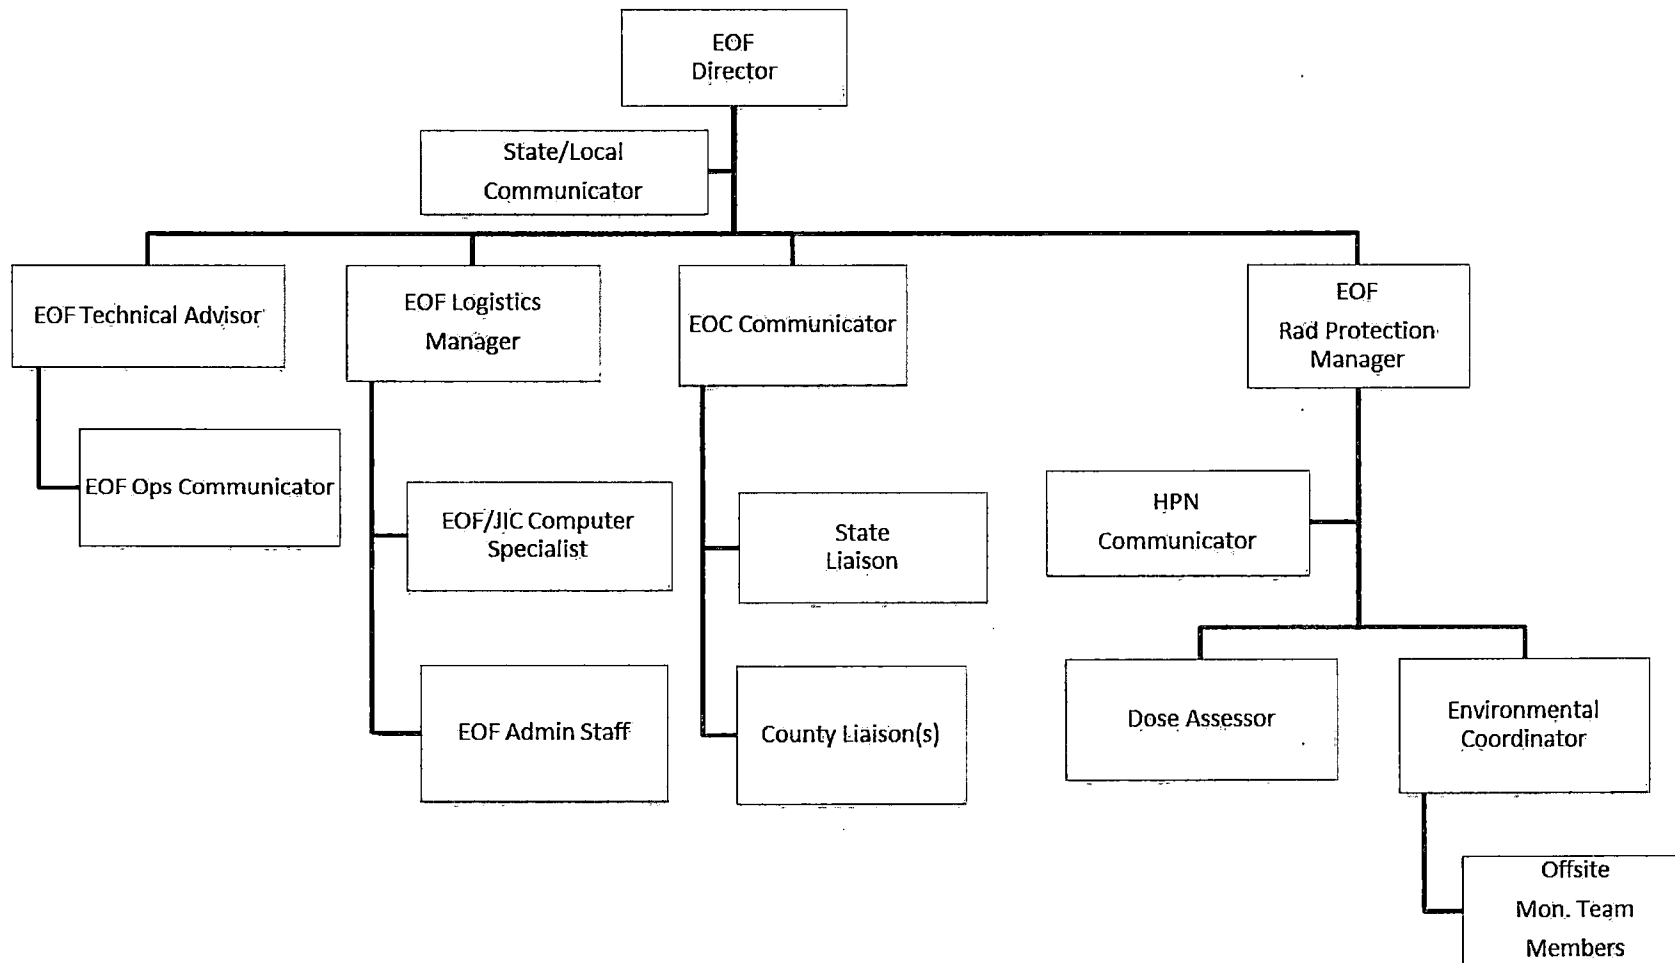 EOF
Director
State/Local
Communicator
EOF Technical Advisor
EOF Logistics
Manager
EOC Communicator
EOF
Rad Protection
Manager
EOF Ops Communicator
EOF/JIC Computer
Specialist
State
Liaison
HPN
Communicator
EOF Admin Staff
County Liaison(s)
Dose Assessor
Environmental
Coordinator
Offsite
Mon. Team
Members